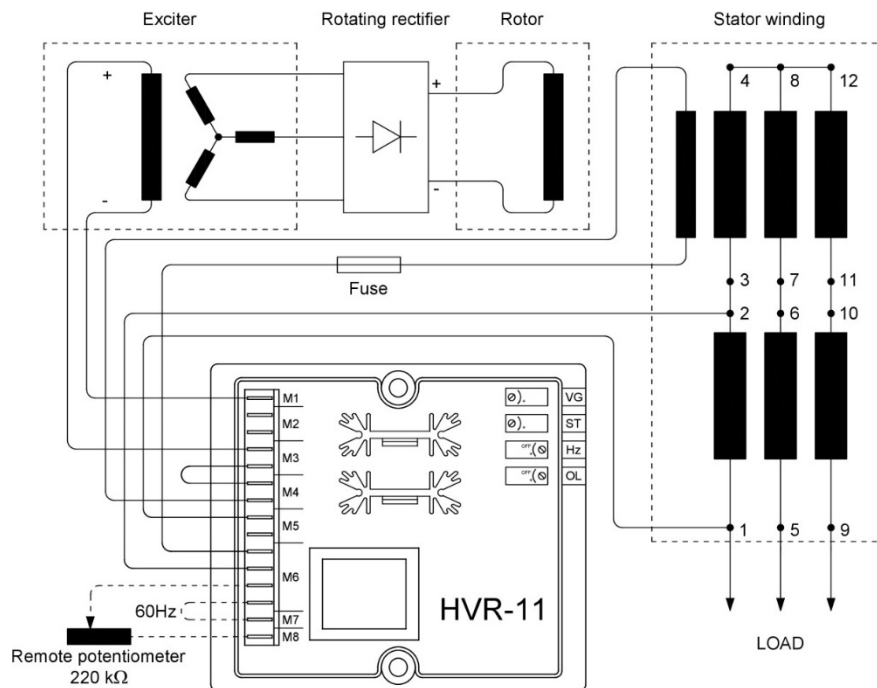 Exciter
Rotating rectifier
Rotor
Stator winding
+
-
+
-
4 8 12
3 7 11
2 6 10
1 5 9
Fuse
M1
M2
M3
M4
M5
M6
M7
M8
VG
ST
OFF Hz
OFF OL
HVR-11
60Hz
Remote potentiometer
220 kΩ
LOAD